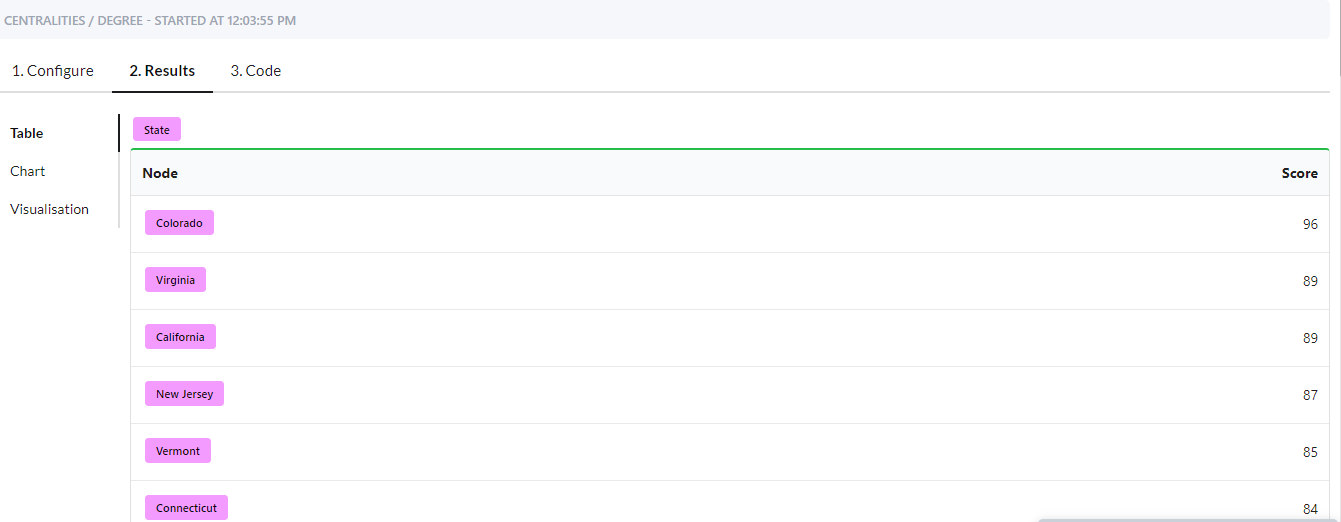 CENTRALITIES / DEGREE - STARTED AT 12:03:55 PM
1. Configure 2. Results 3. Code
Table
Chart
Visualisation
State
Node Score
Colorado 96
Virginia 89
California 89
New Jersey 87
Vermont 85
Connecticut 84